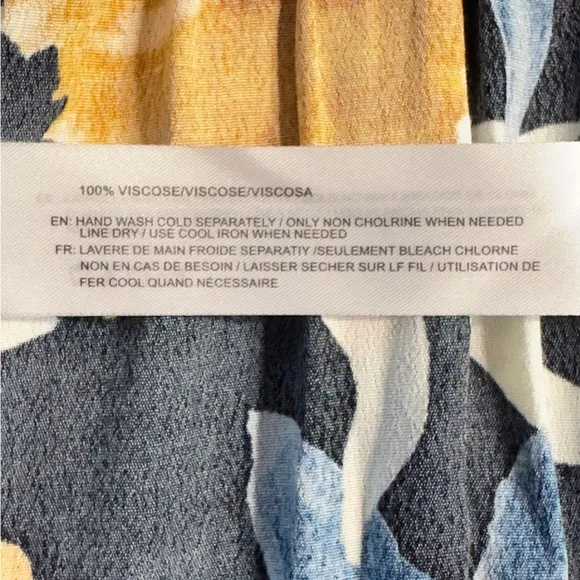 100% VISCOSE/VISCOSE/VISCOSA
EN: HAND WASH COLD SEPARATELY / ONLY NON CHOLRINE WHEN NEEDED
LINE DRY / USE COOL IRON WHEN NEEDED
FR: LAVERE DE MAIN FROIDE SEPARATIY /SEULEMENT BLEACH CHLORNE
NON EN CAS DE BESOIN / LAISSER SECHER SUR LF FIL / UTILISATION DE
FER COOL QUAND NÉCESSAIRE